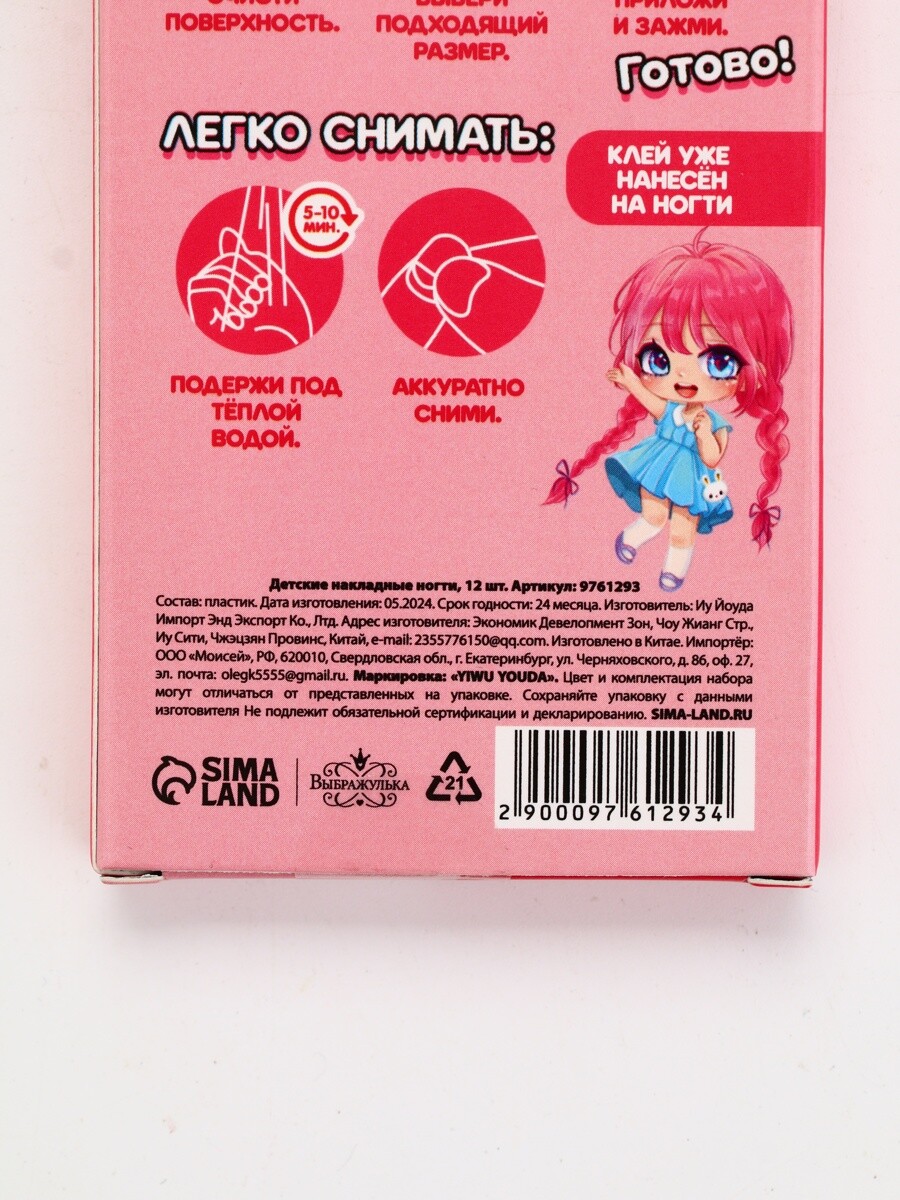 ОЧИСТИ
ПОВЕРХНОСТЬ.
ВЫБЕРИ
ПОДХОДЯЩИЙ
РАЗМЕР.
ПРИЛОЖИ
И ЗАЖМИ.
ГОТОВО!
ЛЕГКО СНИМАТЬ:
КЛЕЙ УЖЕ
НАНЕСЁН
НА НОГТИ
5-10
МИН.
ПОДЕРЖИ ПОД
ТЁПЛОЙ
ВОДОЙ.
АККУРАТНО
СНИМИ.
Детские накладные ногти, 12 шт. Артикул: 9761293
Состав: пластик. Дата изготовления: 05.2024. Срок годности: 24 месяца. Изготовитель: Иу Йоуда
Импорт Энд Экспорт Ко., Лтд. Адрес изготовителя: Экономик Девелопмент Зон, Чоу Жианг Стр.,
Иу Сити, Чжэцзян Провинс, Китай, e-mail: 2355776150@qq.com. Изготовлено в Китае. Импортёр:
ООО «Моисей», РФ, 620010, Свердловская обл., г. Екатеринбург, ул. Черняховского, д. 86, оф. 27,
эл. почта: olegk5555@gmail.ru. Маркировка: «YIWU YOUDA». Цвет и комплектация набора
могут отличаться от представленных на упаковке. Сохраняйте упаковку с данными
изготовителя Не подлежит обязательной сертификации и декларированию. SIMA-LAND.RU
SIMA
LAND
ВЫБРАЖУЛЬКА
21
2 900097 612934